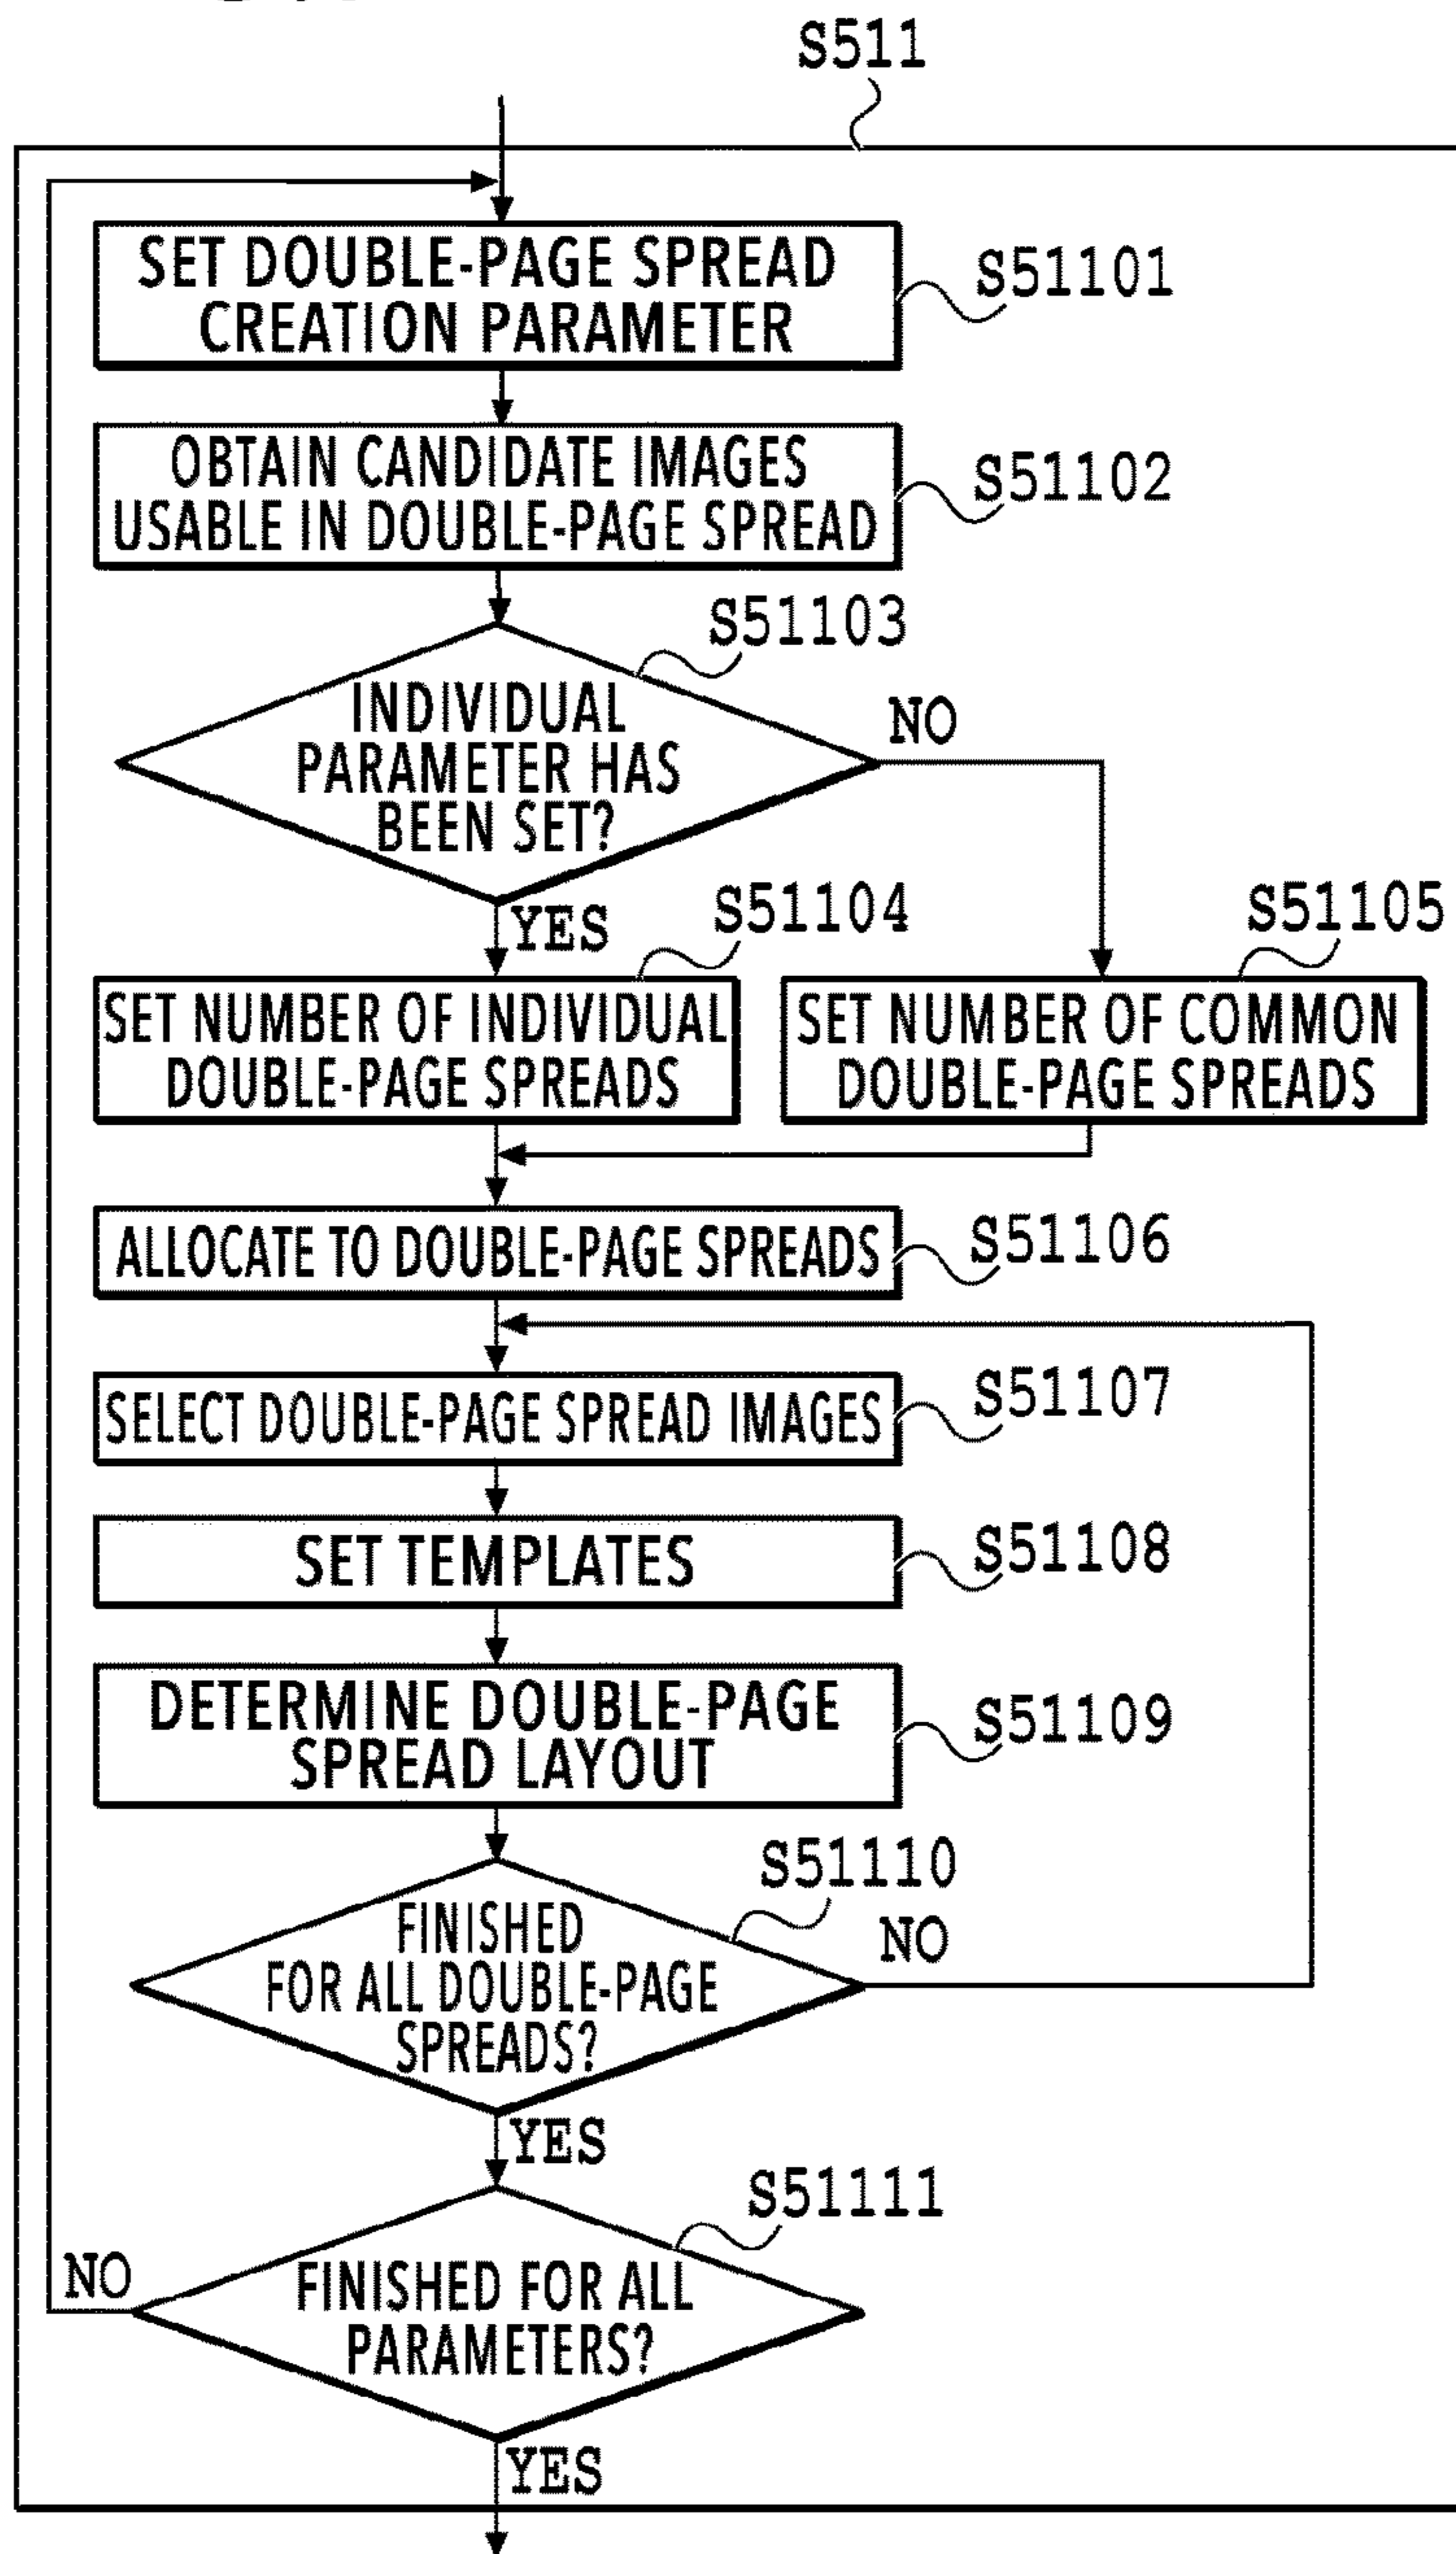 S511
SET DOUBLE-PAGE SPREAD
CREATION PARAMETER
S51101
OBTAIN CANDIDATE IMAGES
USABLE IN DOUBLE-PAGE SPREAD
S51102
S51103
INDIVIDUAL
PARAMETER HAS
BEEN SET?
NO
YES
S51104
S51105
SET NUMBER OF INDIVIDUAL
DOUBLE-PAGE SPREADS
SET NUMBER OF COMMON
DOUBLE-PAGE SPREADS
ALLOCATE TO DOUBLE-PAGE SPREADS
S51106
SELECT DOUBLE-PAGE SPREAD IMAGES
S51107
SET TEMPLATES
S51108
DETERMINE DOUBLE-PAGE
SPREAD LAYOUT
S51109
S51110
FINISHED
FOR ALL DOUBLE-PAGE
SPREADS?
NO
YES
S51111
NO
FINISHED FOR ALL
PARAMETERS?
YES